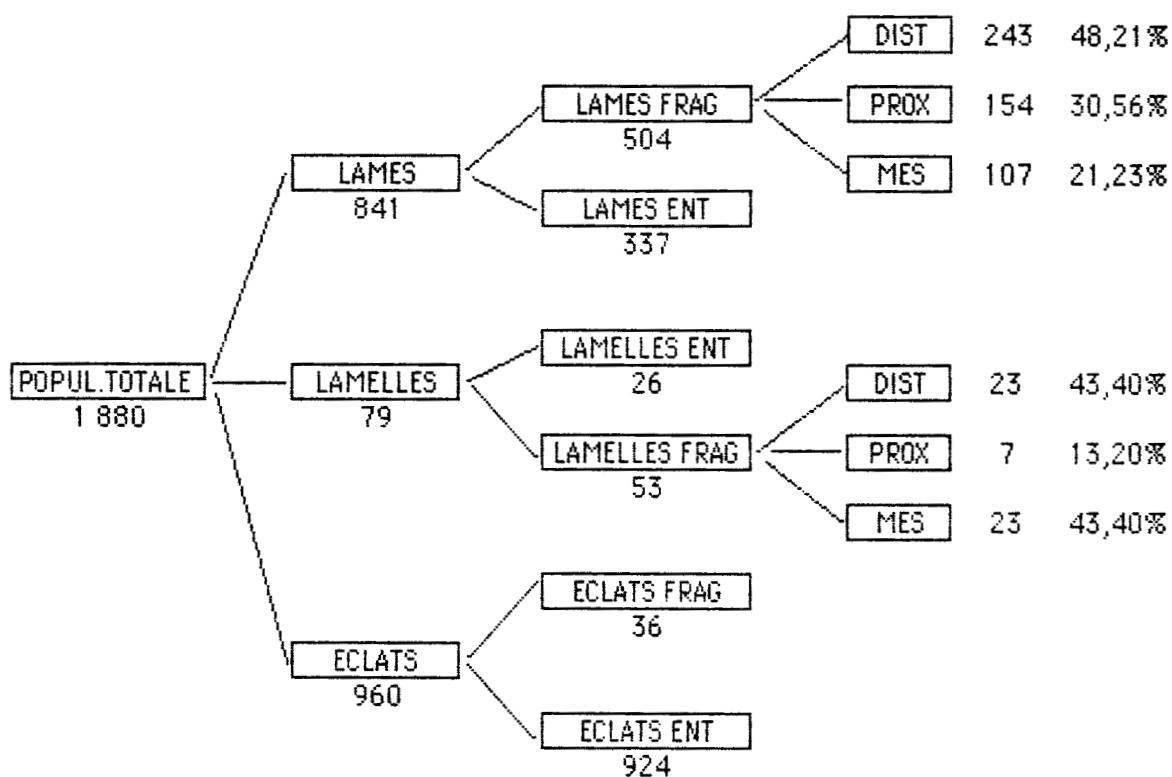 DIST 243 48,21%
LAMES FRAG PROX 154 30,56%
504
LAMES MES 107 21,23%
841 LAMES ENT
337
LAMELLES ENT
POPUL.TOTALE LAMELLES 26 DIST 23 43,40%
1 880 79
LAMELLES FRAG PROX 7 13,20%
53
MES 23 43,40%
ECLATS FRAG
36
ECLATS
960
ECLATS ENT
924